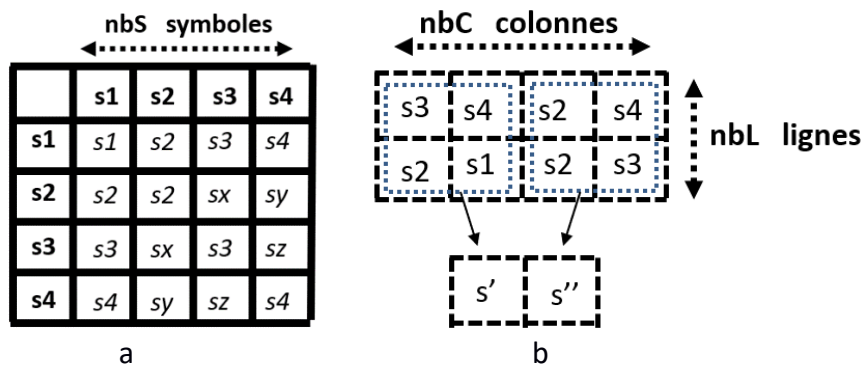 nbS symboles
s1 s2 s3 s4
s1 s1 s2 s3 s4
s2 s2 s2 sx sy
s3 s3 sx s3 sz
s4 s4 sy sz s4
a
nbC colonnes
s3 s4 s2 s4
s2 s1 s2 s3
nbL lignes
s’ s’’
b